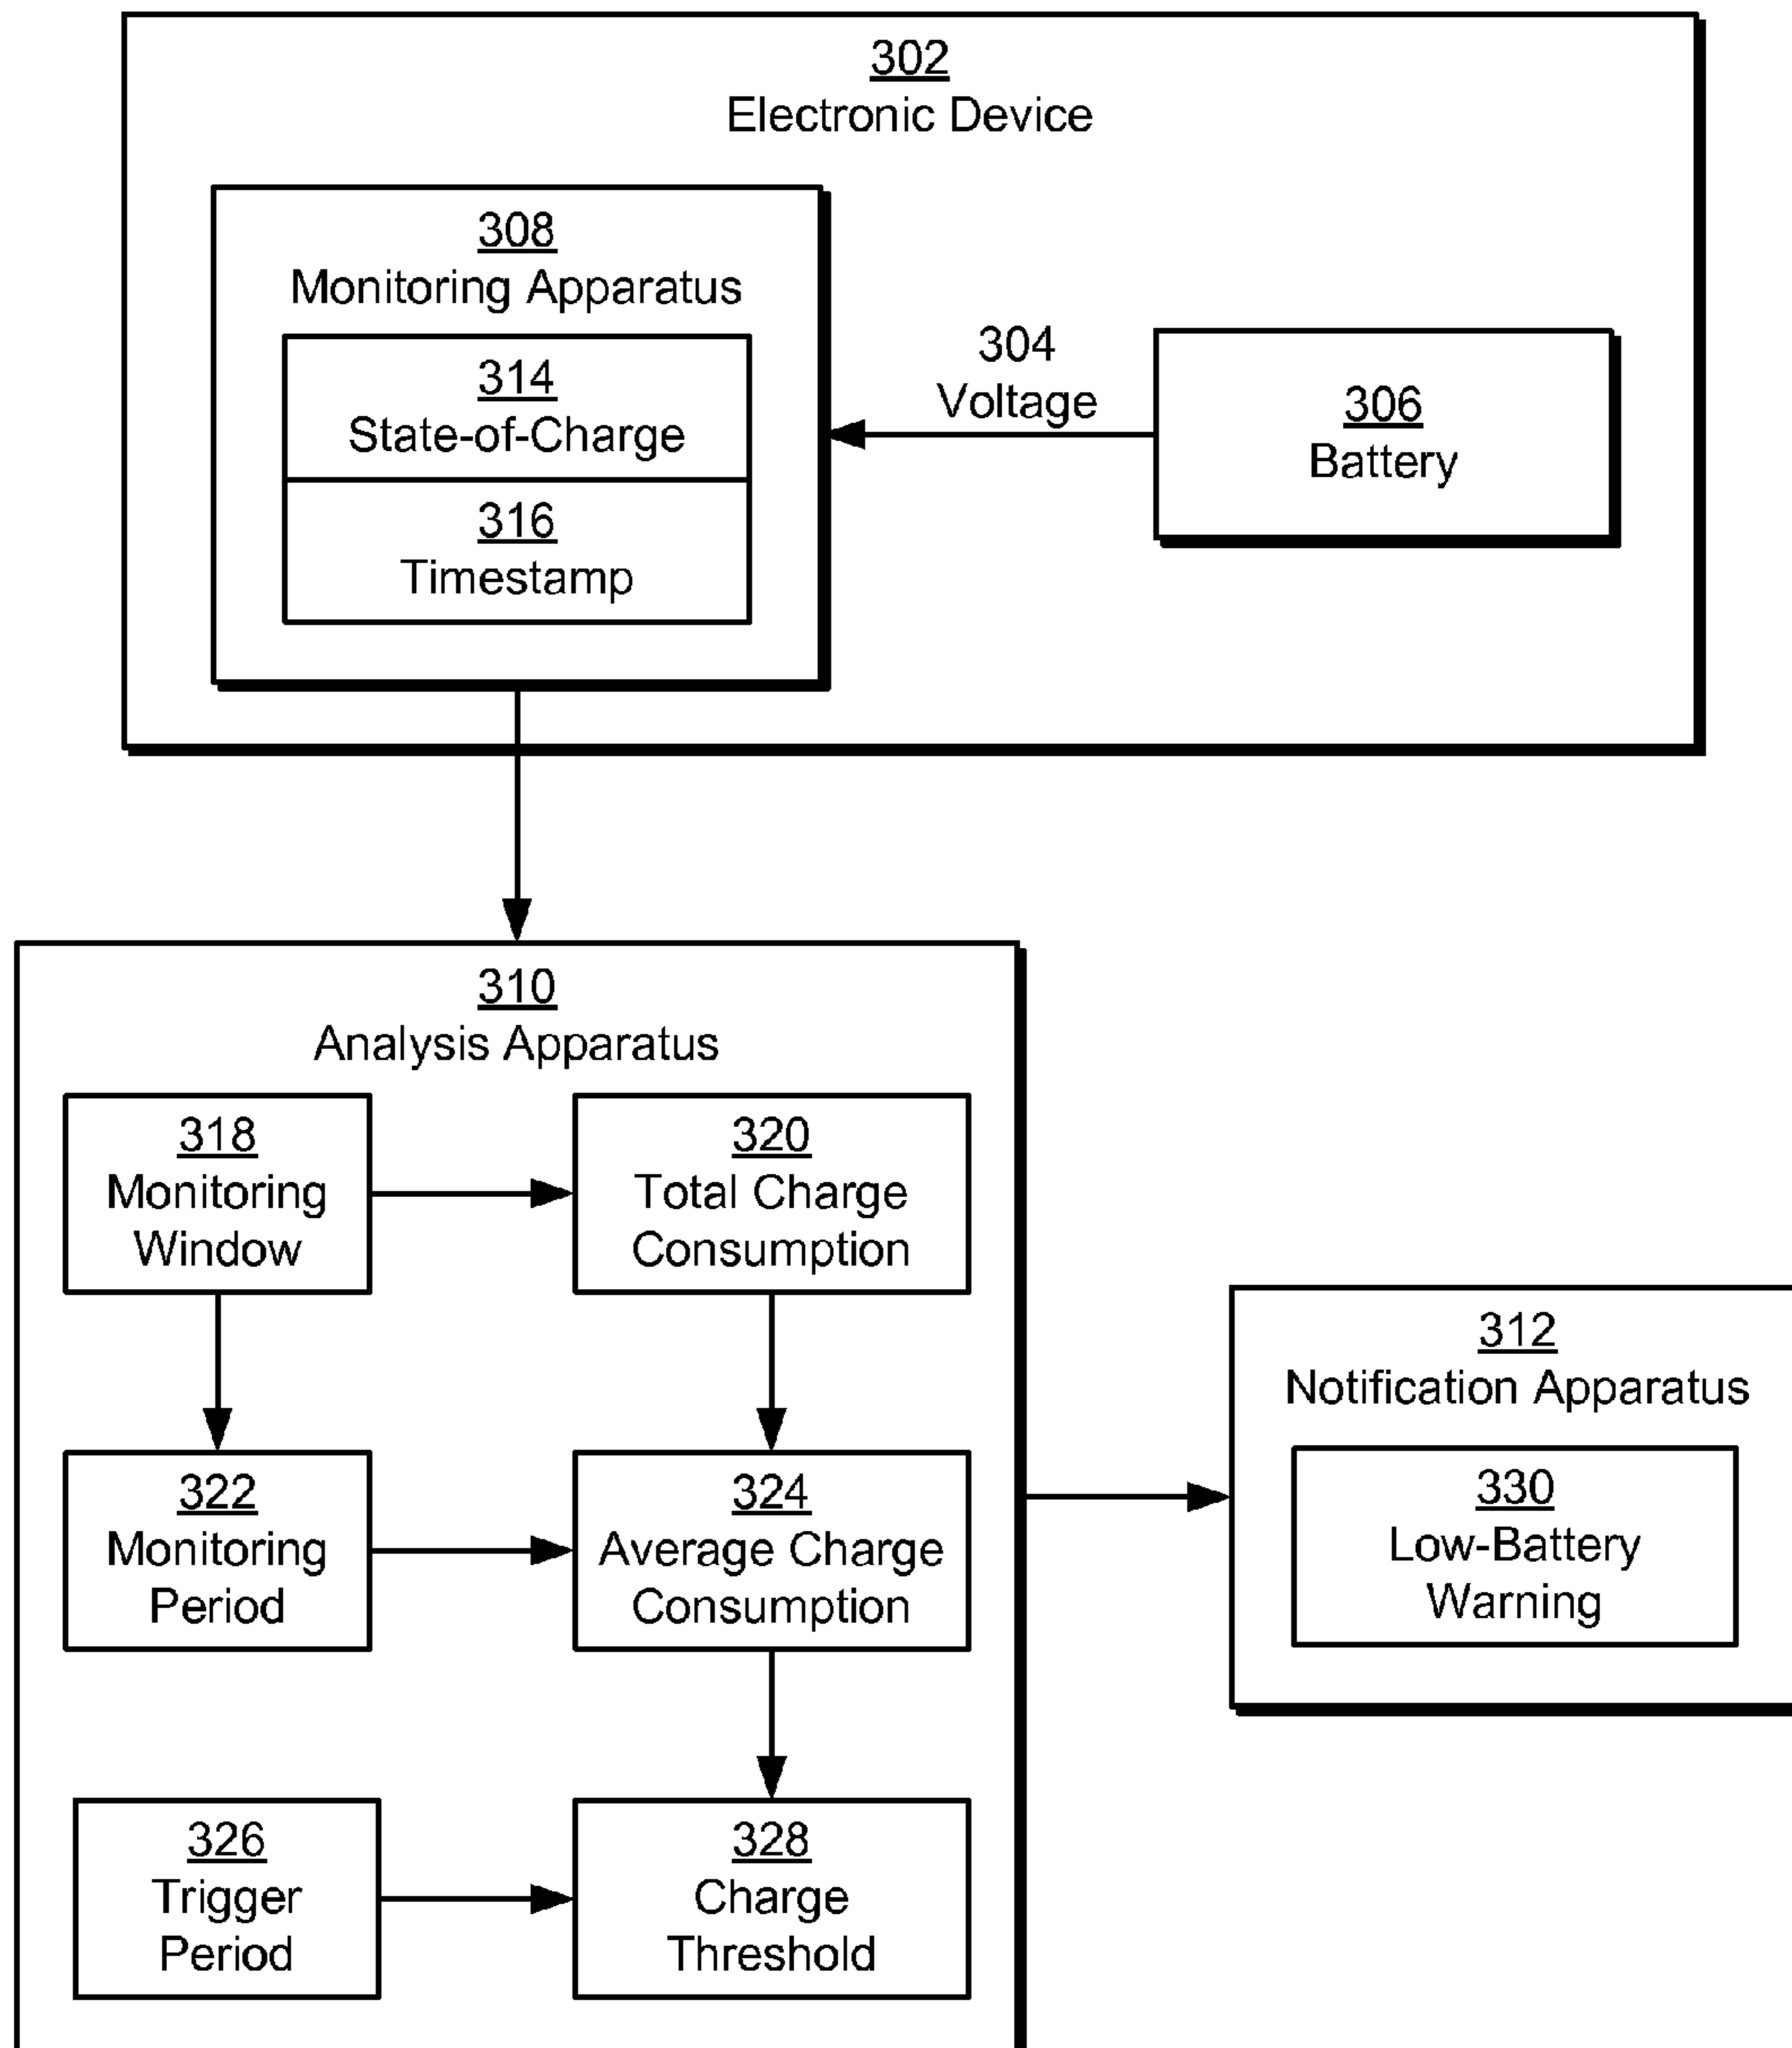 302
Electronic Device
308
Monitoring Apparatus
314
State-of-Charge
316
Timestamp
304
Voltage
306
Battery
310
Analysis Apparatus
318
Monitoring
Window
320
Total Charge
Consumption
322
Monitoring
Period
324
Average Charge
Consumption
326
Trigger
Period
328
Charge
Threshold
312
Notification Apparatus
330
Low-Battery
Warning